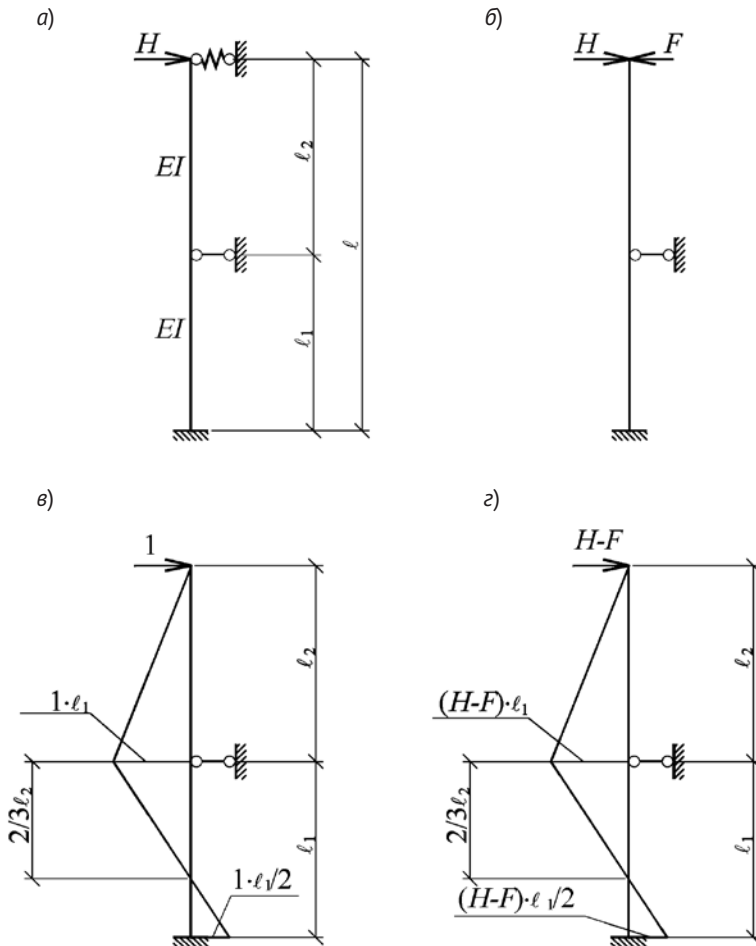 а)
H
EI
EI
ℓ₂
ℓ₁
ℓ
б)
H F
в)
1
1·ℓ₁
2/3ℓ₂
1·ℓ₁/2
ℓ₂
ℓ₁
г)
H-F
(H-F)·ℓ₁
2/3ℓ₂
(H-F)·ℓ₁/2
ℓ₂
ℓ₁